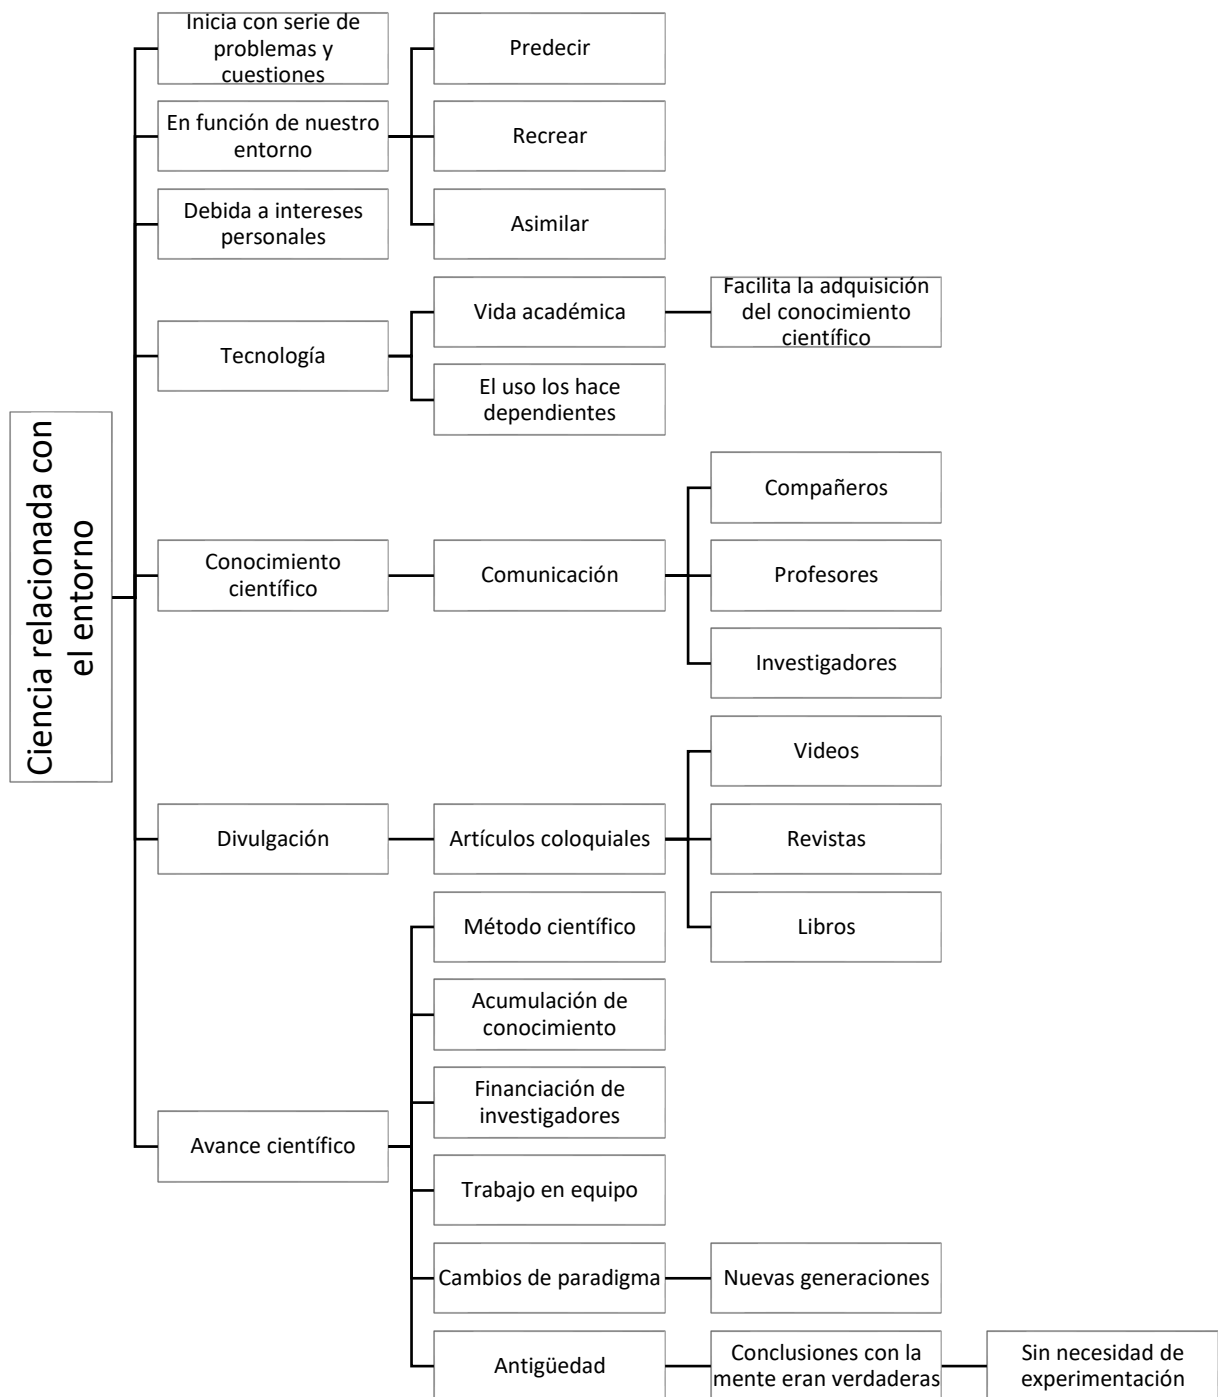 Ciencia relacionada con
el entorno
Inicia con serie de
problemas y
cuestiones
En función de nuestro
entorno
Predecir
Recrear
Asimilar
Debida a intereses
personales
Tecnología
Vida académica
Facilita la adquisición
del conocimiento
científico
El uso los hace
dependientes
Conocimiento
científico
Comunicación
Compañeros
Profesores
Investigadores
Divulgación
Artículos coloquiales
Videos
Revistas
Libros
Avance científico
Método científico
Acumulación de
conocimiento
Financiación de
investigadores
Trabajo en equipo
Cambios de paradigma
Nuevas generaciones
Antigüedad
Conclusiones con la
mente eran verdaderas
Sin necesidad de
experimentación